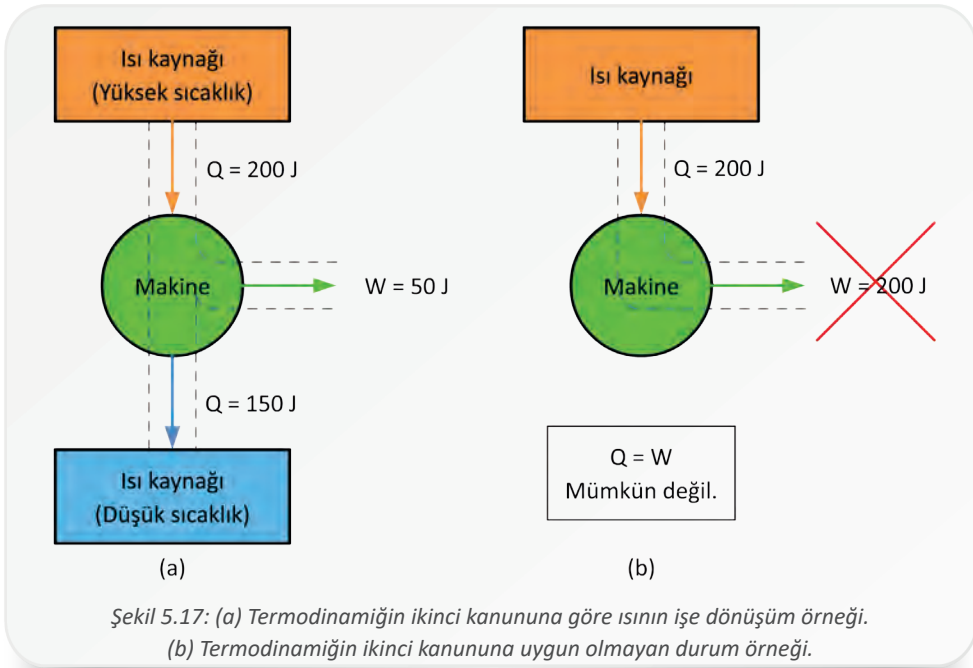 Isı kaynağı
(Yüksek sıcaklık)
Q = 200 J
Makine
W = 50 J
Q = 150 J
Isı kaynağı
(Düşük sıcaklık)
(a)
Isı kaynağı
Q = 200 J
Makine
W = 200 J
Q = W
Mümkün değil.
(b)
Şekil 5.17: (a) Termodinamiğin ikinci kanununa göre ısının işe dönüşüm örneği.
(b) Termodinamiğin ikinci kanununa uygun olmayan durum örneği.